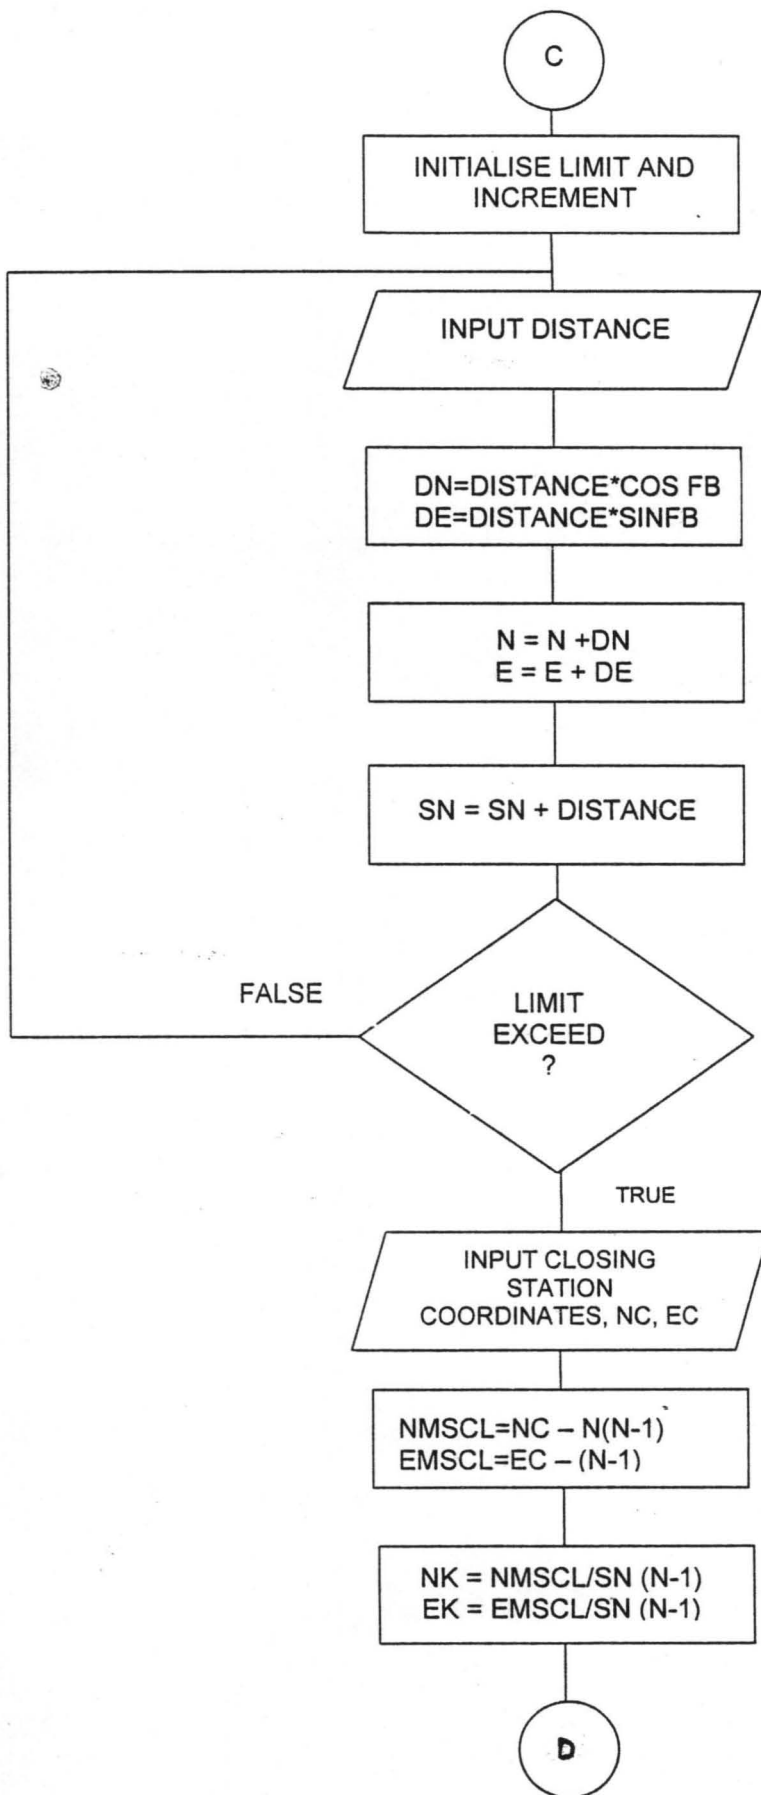 C
INITIALISE LIMIT AND
INCREMENT
INPUT DISTANCE
DN=DISTANCE*COS FB
DE=DISTANCE*SINFB
N = N +DN
E = E + DE
SN = SN + DISTANCE
FALSE
LIMIT
EXCEED
?
TRUE
INPUT CLOSING
STATION
COORDINATES, NC, EC
NMSCL=NC – N(N-1)
EMSCL=EC – (N-1)
NK = NMSCL/SN (N-1)
EK = EMSCL/SN (N-1)
D